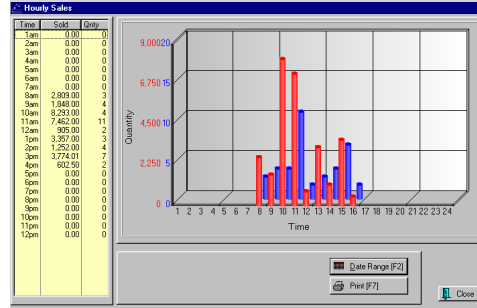 Hourly Sales
Time Sold Qnty
1am 0.00 0
2am 0.00 0
3am 0.00 0
4am 0.00 0
5am 0.00 0
6am 0.00 0
7am 0.00 0
8am 2,809.00 3
9am 1,848.00 4
10am 8,293.00 4
11am 7,462.00 11
12am 905.00 2
1pm 3,357.00 3
2pm 1,252.00 4
3pm 3,774.01 7
4pm 602.50 2
5pm 0.00 0
6pm 0.00 0
7pm 0.00 0
8pm 0.00 0
9pm 0.00 0
10pm 0.00 0
11pm 0.00 0
12pm 0.00 0
9,000 20
6,750 15
4,500 10
2,250 5
0 0
Quantity
1 2 3 4 5 6 7 8 9 10 11 12 13 14 15 16 17 18 19 20 21 22 23 24
Time
Date Range [F2]
Print [F7]
Close